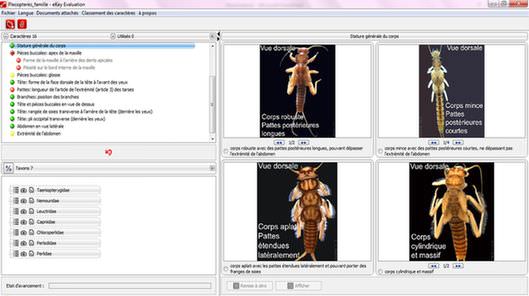 Plecopteres_famille - eKey Evaluation
Fichier Langue Documents attachés Classement des caractères à propos
Caractères 16
Utilisés 0
Stature générale du corps
Pièces buccales: apex de la maxille
Forme de la maxille à l'arrière des dents apicales
Pilosité sur le bord interne de la maxille
Pièces buccales: glosse
Tête: forme de la face dorsale de la tête à l'avant des yeux
Pattes: longueur de l'article de l'extrémité (article 3) des tarses
Branchies: position des branchies
Tête et pièces buccales en vue de dessus
Tête: rangée de soies transverse à l'arrière de la tête (derrière les yeux)
Tête: pli occipital transverse (derrière les yeux)
Abdomen en vue latérale
Extrémité de l'abdomen
Taxons 7
Taeniopterygidae
Nemouridae
Leuctridae
Capniidae
Chloroperlidae
Perlodidae
Perlidae
Etat d'avancement :
Stature générale du corps
Vue dorsale
Corps robuste
Pattes
postérieures
longues
1/2
corps robuste avec des pattes postérieures longues, pouvant dépasser
l'extrémité de l'abdomen
Vue dorsale
Corps mince
Pattes
postérieures
courtes
1/4
corps mince avec des pattes postérieures courtes, ne dépassant pas
l'extrémité de l'abdomen
Vue dorsale
Corps aplati
Pattes
étendues
latéralement
corps aplati avec les pattes étendues latéralement et pouvant porter des
franges de soies
Vue dorsale
Corps
cylindrique
et massif
1/2
corps cylindrique et massif
Remise à zéro
Afficher